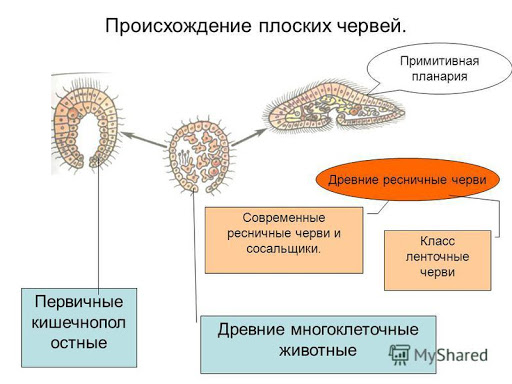 Происхождение плоских червей.
Примитивная
планария
Древние ресничные черви
Современные
ресничные черви и
сосальщики.
Класс
ленточные
черви
Первичные
кишечнопол
остные
Древние многоклеточные
животные
MyShared